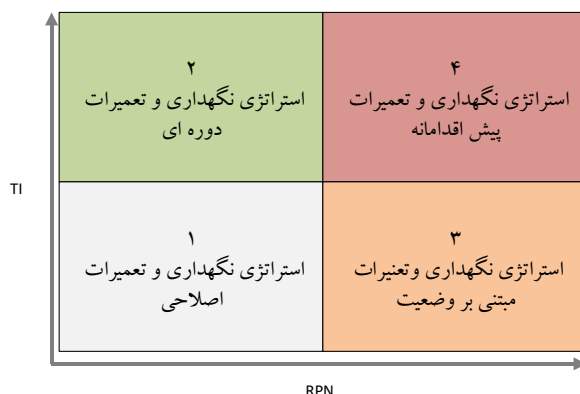 ۲
استراتژی نگهداری و تعمیرات
دوره ای
۴
استراتژی نگهداری و تعمیرات
پیش اقدامانه
TI
۱
استراتژی نگهداری و تعمیرات
اصلاحی
۳
استراتژی نگهداری وتعنیرات
مبتنی بر وضعیت
RPN